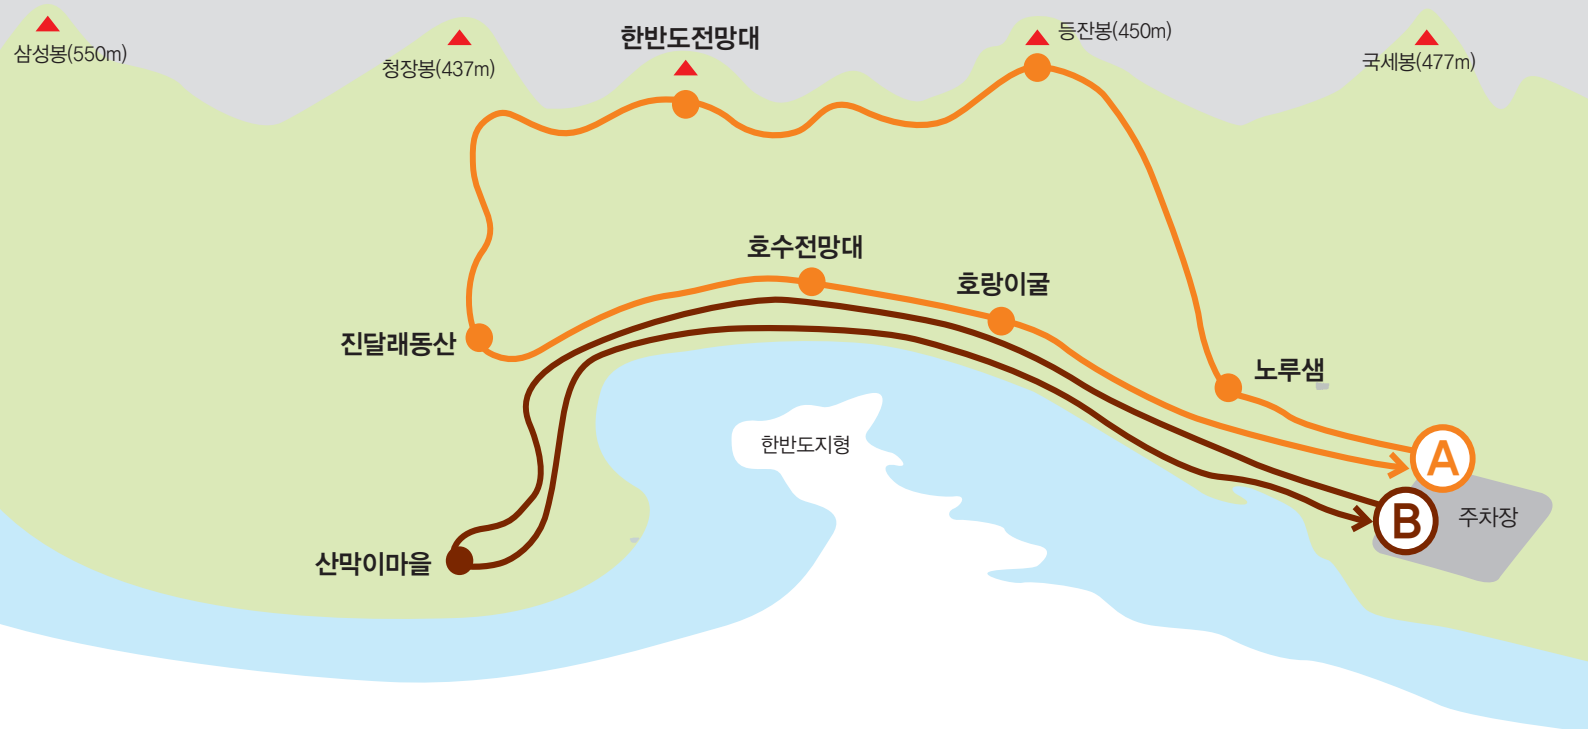 삼성봉(550m)
청장봉(437m)
한반도전망대
등잔봉(450m)
국세봉(477m)
호수전망대
호랑이굴
진달래동산
노루샘
한반도지형
A
B
주차장
산막이마을